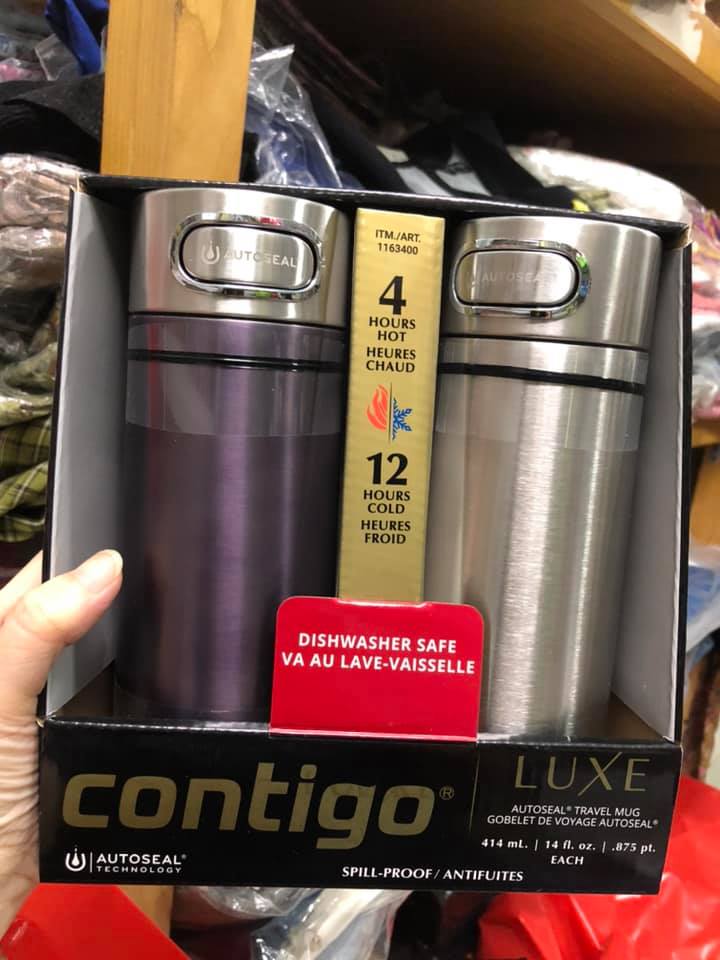 AUTOSEAL
AUTOSEAL
ITM./ART.
1163400
4
HOURS
HOT
HEURES
CHAUD
12
HOURS
COLD
HEURES
FROID
DISHWASHER SAFE
VA AU LAVE-VAISSELLE
contigo®
AUTOSEAL®
TECHNOLOGY
SPILL-PROOF/ANTIFUITES
LUXE
AUTOSEAL® TRAVEL MUG
GOBELET DE VOYAGE AUTOSEAL®
414 mL. | 14 fl. oz. | .875 pt.
EACH